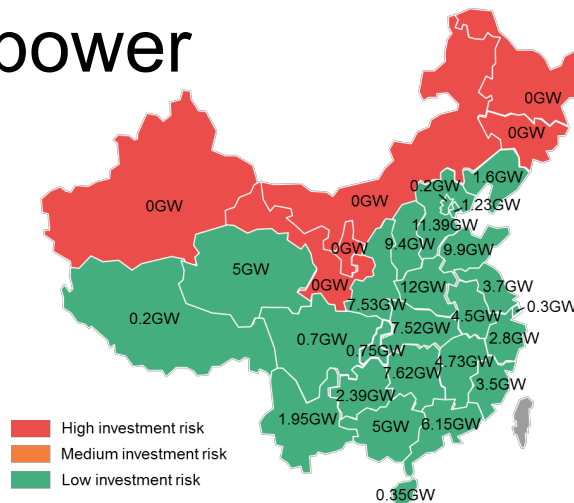 power
0GW
0GW
1.6GW
0.2GW
0GW
0GW
1.23GW
11.39GW
9.4GW
0GW
9.9GW
5GW
0GW
12GW
3.7GW
7.53GW
0.3GW
0.2GW
4.5GW
7.52GW
0.7GW
2.8GW
0.75GW
4.73GW
7.62GW
3.5GW
2.39GW
1.95GW
5GW
6.15GW
High investment risk
Medium investment risk
Low investment risk
0.35GW